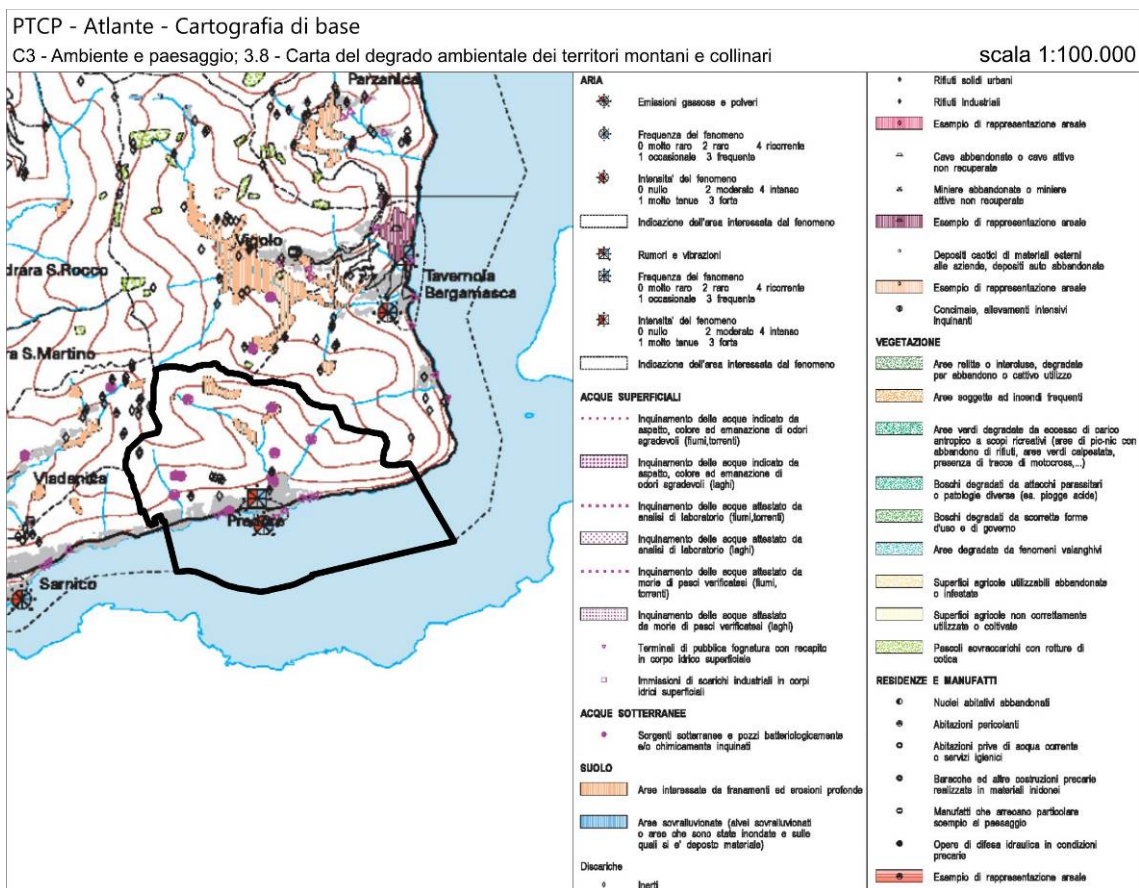 PTCP - Atlante - Cartografia di base
C3 - Ambiente e paesaggio; 3.8 - Carta del degrado ambientale dei territori montani e collinari
scala 1:100.000
Parzanica
Vigolo
drara S.Rocco
Tavernola
Bergamasca
ra S.Martino
Viadanica
Predore
Sarnico
ARIA
Emissioni gassose e polveri
Frequenza del fenomeno
0 molto raro 2 raro 4 ricorrente
1 occasionale 3 frequente
Intensita' del fenomeno
0 nullo 2 moderato 4 intenso
1 molto tenue 3 forte
Indicazione dell'area interessata dal fenomeno
Rumori e vibrazioni
Frequenza del fenomeno
0 molto raro 2 raro 4 ricorrente
1 occasionale 3 frequente
Intensita' del fenomeno
0 nullo 2 moderato 4 intenso
1 molto tenue 3 forte
Indicazione dell'area interessata dal fenomeno
ACQUE SUPERFICIALI
Inquinamento delle acque indicato da
aspetto, colore ed emanazione di odori
sgradevoli (fiumi,torrenti)
Inquinamento delle acque indicato da
aspetto, colore ed emanazione di
odori sgradevoli (laghi)
Inquinamento delle acque attestato da
analisi di laboratorio (fiumi,torrenti)
Inquinamento delle acque attestato da
analisi di laboratorio (laghi)
Inquinamento delle acque attestato da
morie di pesci verificatesi (fiumi,
torrenti)
Inquinamento delle acque attestato
da morie di pesci verificatesi (laghi)
Terminali di pubblica fognatura con recapito
in corpo idrico superficiale
Immissioni di scarichi industriali in corpi
idrici superficiali
ACQUE SOTTERRANEE
Sorgenti sotterranee e pozzi batteriologicamente
e/o chimicamente inquinati
SUOLO
Aree interessate da franamenti ed erosioni profonde
Aree sovralluvionate (alvei sovralluvionati
o aree che sono state inondate e sulle
quali si e' deposto materiale)
Discariche
Inerti
Rifiuti solidi urbani
Rifiuti Industriali
Esempio di rappresentazione areale
Cave abbandonate o cave attive
non recuperate
Miniere abbandonate o miniere
attive non recuperate
Esempio di rappresentazione areale
Depositi caotici di materiali esterni
alle aziende, depositi auto abbandonate
Esempio di rappresentazione areale
Concimaie, allevamenti intensivi
inquinanti
VEGETAZIONE
Aree relitte o intercluse, degradate
per abbandono o cattivo utilizzo
Aree soggette ad incendi frequenti
Aree verdi degradate da eccesso di carico
antropico a scopi ricreativi (aree di pic-nic con
abbandono di rifiuti, aree verdi calpestate,
presenza di tracce di motocross,...)
Boschi degradati da attacchi parassitari
o patologie diverse (es. piogge acide)
Boschi degradati da scorrette forme
d'uso e di governo
Aree degradate da fenomeni valanghivi
Superfici agricole utilizzabili abbandonate
o infestate
Superfici agricole non correttamente
utilizzate o coltivate
Pascoli sovraccarichi con rotture di
cotica
RESIDENZE E MANUFATTI
Nuclei abitativi abbandonati
Abitazioni pericolanti
Abitazioni prive di acqua corrente
o servizi igienici
Baracche ed altre costruzioni precarie
realizzate in materiali inidonei
Manufatti che arrecano particolare
scempio al paesaggio
Opere di difesa idraulica in condizioni
precarie
Esempio di rappresentazione areale